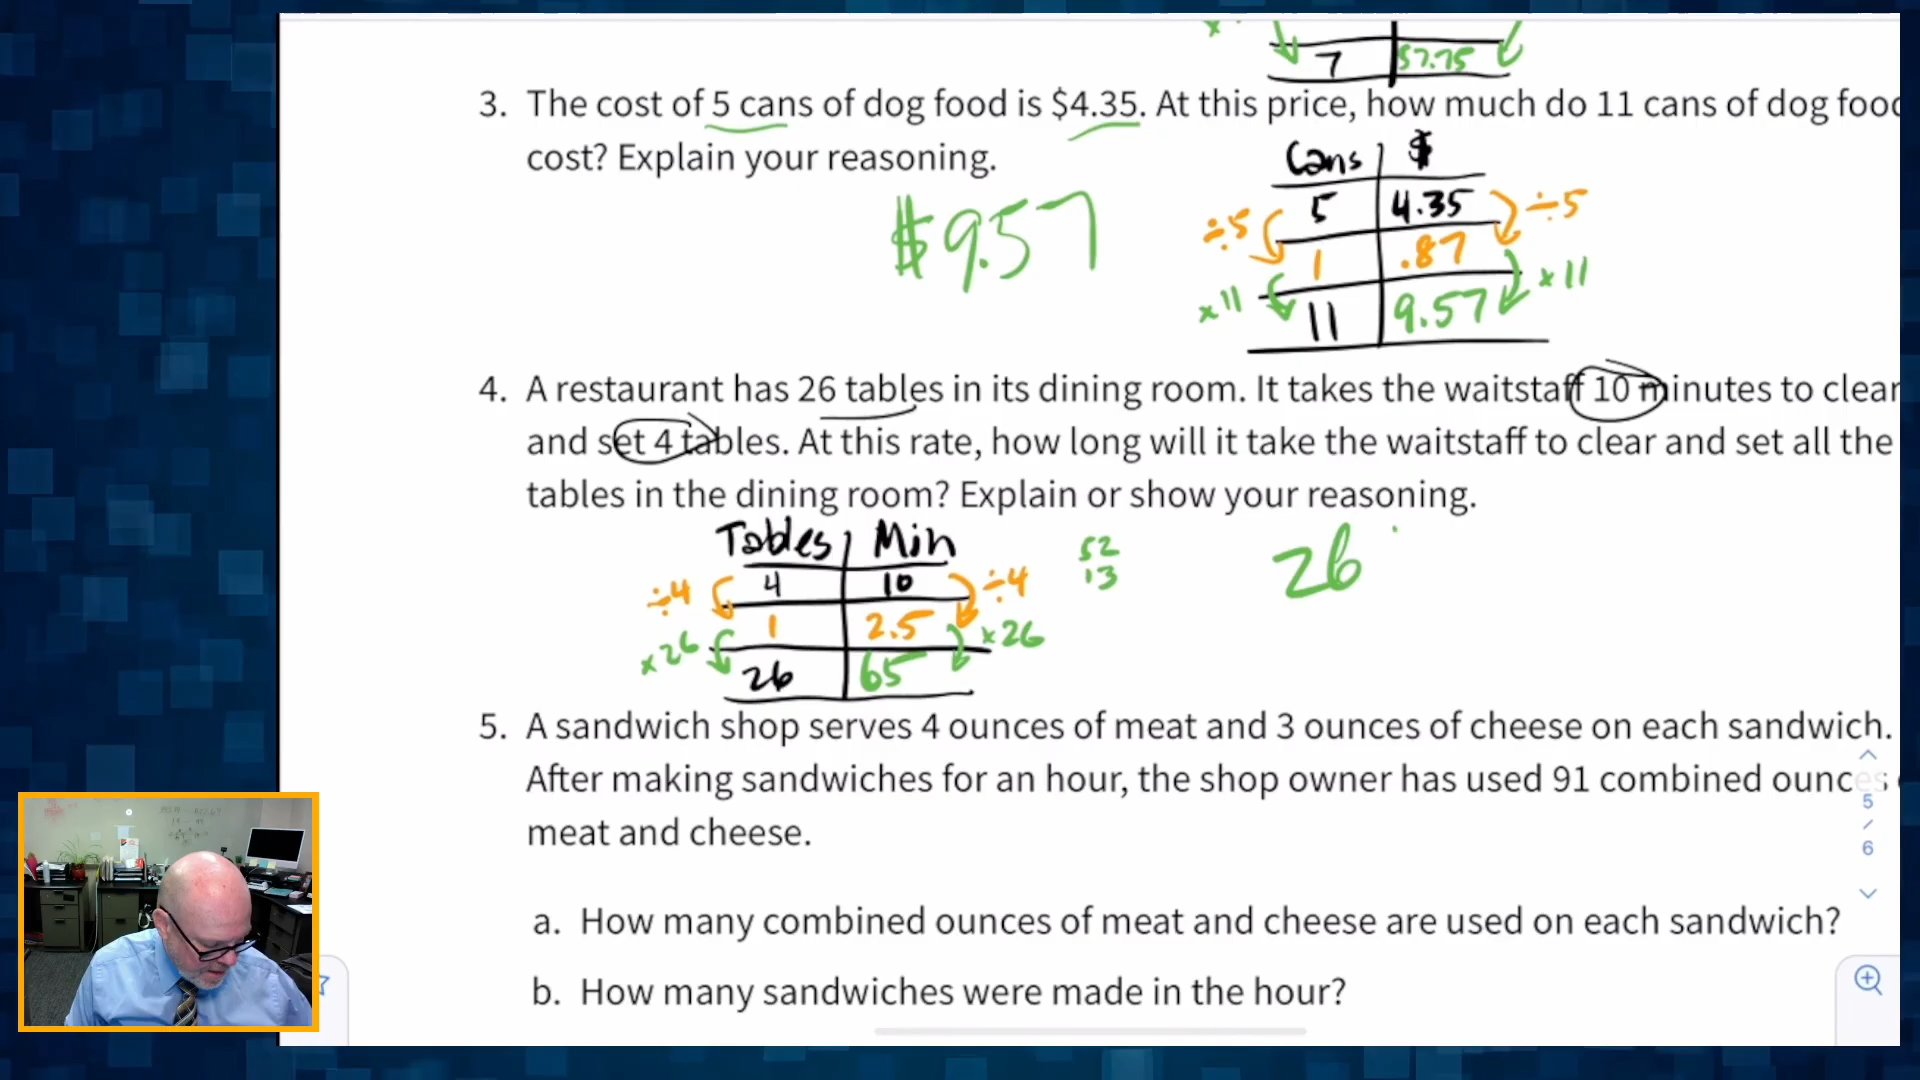 7 $7.75
3. The cost of 5 cans of dog food is $4.35. At this price, how much do 11 cans of dog food
cost? Explain your reasoning.
Cans $
5 4.35
÷5 ÷5
1 .87
×11 ×11
11 9.57
$9.57
4. A restaurant has 26 tables in its dining room. It takes the waitstaff 10 minutes to clear
and set 4 tables. At this rate, how long will it take the waitstaff to clear and set all the
tables in the dining room? Explain or show your reasoning.
Tables Min
4 10
÷4 ÷4
1 2.5
×26 ×26
26 65
52
13
26
5. A sandwich shop serves 4 ounces of meat and 3 ounces of cheese on each sandwich.
After making sandwiches for an hour, the shop owner has used 91 combined ounces
meat and cheese.
a. How many combined ounces of meat and cheese are used on each sandwich?
b. How many sandwiches were made in the hour?
5
/
6